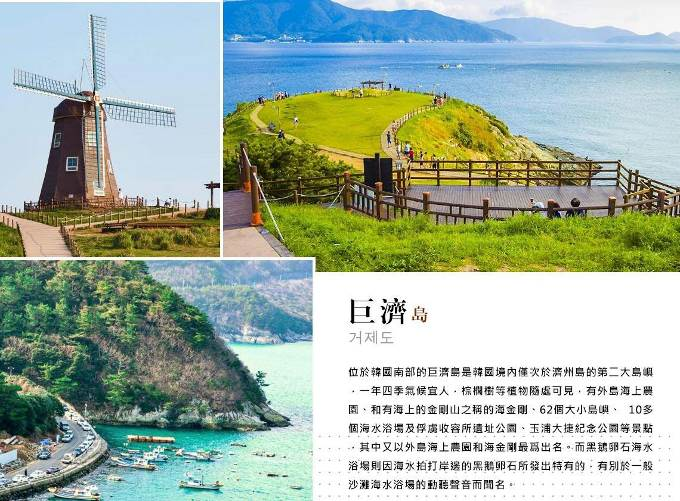 巨濟島
거제도
位於韓國南部的巨濟島是韓國境內僅次於濟州島的第二大島嶼
，一年四季氣候宜人，棕櫚樹等植物隨處可見，有外島海上農
園、和有海上的金剛山之稱的海金剛、62個大小島嶼、 10多
個海水浴場及俘虜收容所遺址公園、玉浦大捷紀念公園等景點
，其中又以外島海上農園和海金剛最爲出名。而黑鵝卵石海水
浴場則因海水拍打岸邊的黑鵝卵石所發出特有的，有別於一般
沙灘海水浴場的動聽聲音而聞名。